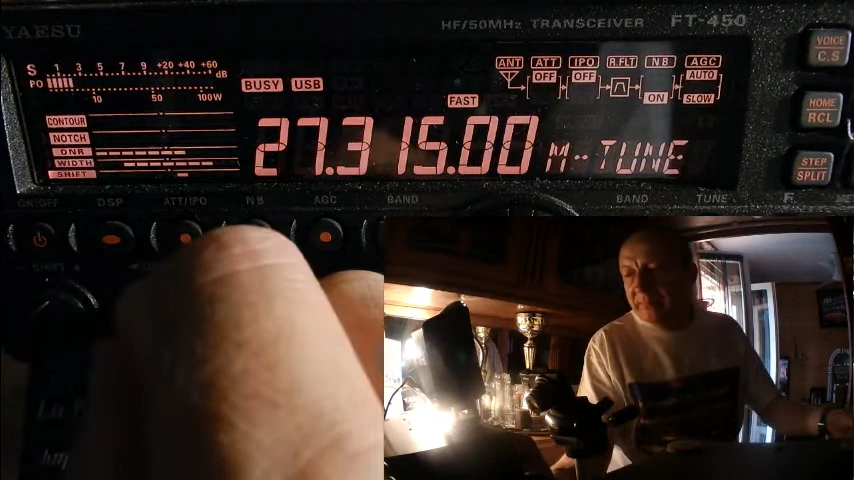 YAESU
HF/50MHz TRANSCEIVER FT-450
VOICE
C.S
S 1 3 5 7 9 +20 +40 +60 dB
PO
10 50 100W
BUSY USB
ANT ATT IPO R.FLT NB AGC
OFF OFF AUTO
ON SLOW
FAST
HOME
RCL
CONTOUR
NOTCH
DNR
WIDTH
SHIFT
27.315.00 M-TUNE
STEP
SPLIT
ON/OFF DSP ATT/IPO NB AGC BAND BAND TUNE F
SHIFT